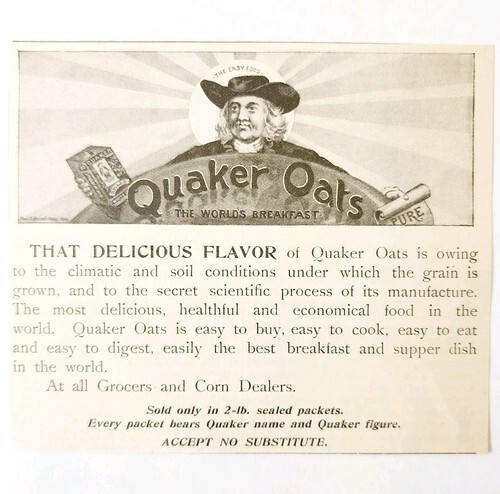 THE EASY FOOD
Quaker Oats
THE WORLD'S BREAKFAST
PURE
THAT DELICIOUS FLAVOR of Quaker Oats is owing
to the climatic and soil conditions under which the grain is
grown, and to the secret scientific process of its manufacture.
The most delicious, healthful and economical food in the
world. Quaker Oats is easy to buy, easy to cook, easy to eat
and easy to digest, easily the best breakfast and supper dish
in the world.
At all Grocers and Corn Dealers.
Sold only in 2-lb. sealed packets.
Every packet bears Quaker name and Quaker figure.
ACCEPT NO SUBSTITUTE.